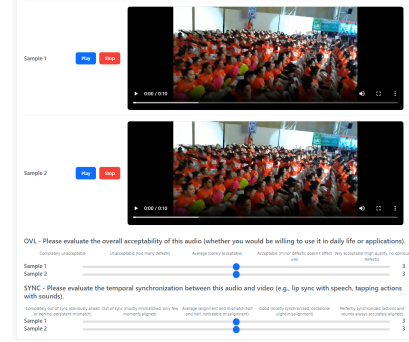 Sample 1
Play
Stop
0:00 / 0:10
Sample 2
Play
Stop
0:00 / 0:10
OVL - Please evaluate the overall acceptability of this audio (whether you would be willing to use it in daily life or applications).
Completely unacceptable
Unacceptable (too many defects)
Average (barely acceptable)
Acceptable (minor defects, doesn't affect use)
Very acceptable (high quality, no obvious defects)
Sample 1
3
Sample 2
3
SYNC - Please evaluate the temporal synchronization between this audio and video (e.g., lip sync with speech, tapping actions with sounds).
Completely out of sync (obviously ahead or behind, persistent mismatch)
Out of sync (mostly mismatched, only few moments aligned)
Average (alignment and mismatch half and half, noticeable misalignment)
Good (mostly synchronized, occasional slight misalignment)
Perfectly synchronized (actions and sounds always accurately aligned)
Sample 1
3
Sample 2
3